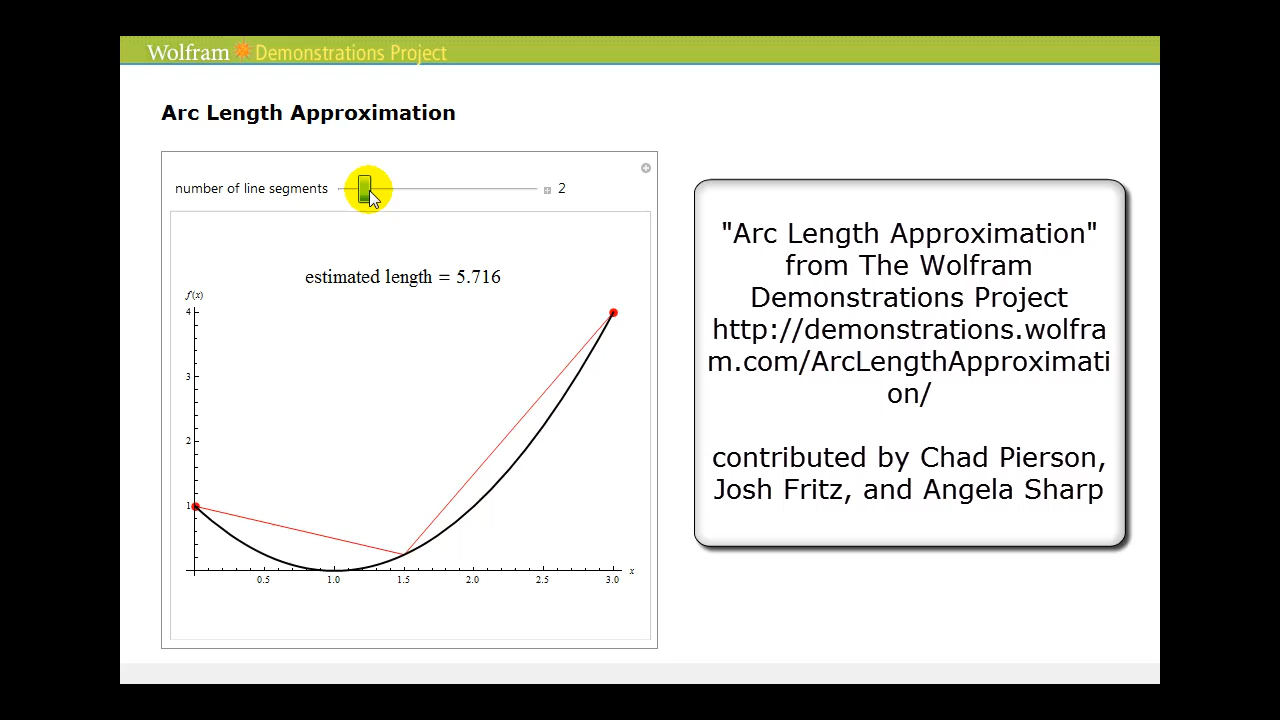 Wolfram Demonstrations Project
Arc Length Approximation
number of line segments 2
estimated length = 5.716
f(x)
4
3
2
1
0.5 1.0 1.5 2.0 2.5 3.0 x
"Arc Length Approximation"
from The Wolfram
Demonstrations Project
http://demonstrations.wolfra
m.com/ArcLengthApproximati
on/
contributed by Chad Pierson,
Josh Fritz, and Angela Sharp